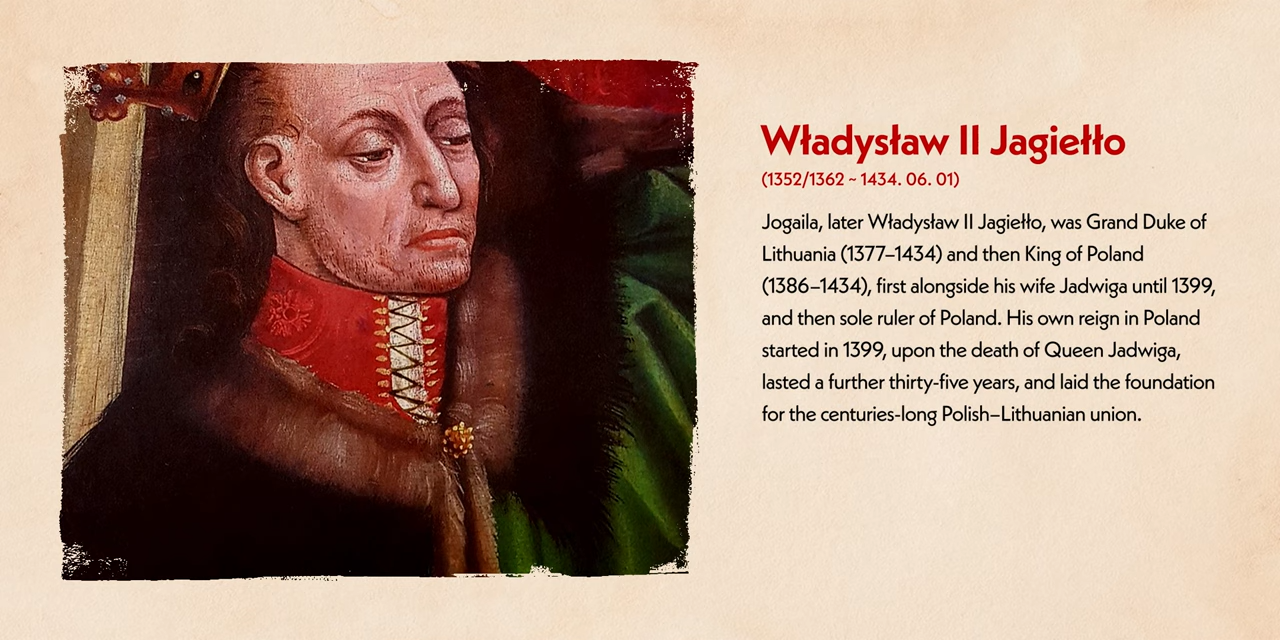 Władysław II Jagiełło
(1352/1362 ~ 1434. 06. 01)
Jogaila, later Władysław II Jagiełło, was Grand Duke of
Lithuania (1377–1434) and then King of Poland
(1386–1434), first alongside his wife Jadwiga until 1399,
and then sole ruler of Poland. His own reign in Poland
started in 1399, upon the death of Queen Jadwiga,
lasted a further thirty-five years, and laid the foundation
for the centuries-long Polish–Lithuanian union.